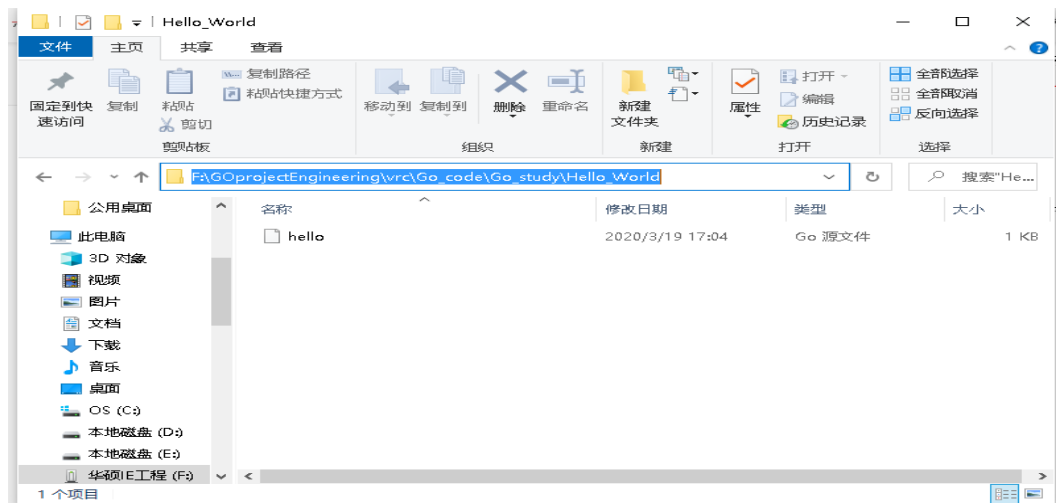 Hello_World
文件 主页 共享 查看
固定到快速访问
复制
粘贴
复制路径
粘贴快捷方式
剪切
剪贴板
移动到 复制到 删除 重命名
组织
新建文件夹
新建
属性
打开
编辑
历史记录
打开
全部选择
全部取消
反向选择
选择
F:\GOprojectEngineering\vrc\Go_code\Go_study\Hello_World
搜索"He...
公用桌面
此电脑
3D 对象
视频
图片
文档
下载
音乐
桌面
OS (C:)
本地磁盘 (D:)
本地磁盘 (E:)
华硕IE工程 (F:)
名称 修改日期 类型 大小
hello 2020/3/19 17:04 Go 源文件 1 KB
1 个项目